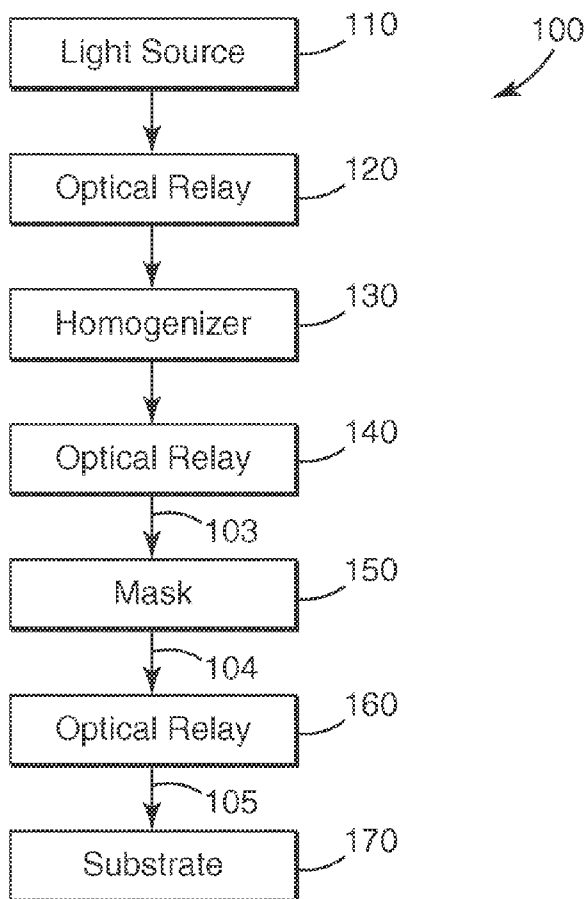 110
Light Source
100
120
Optical Relay
130
Homogenizer
140
Optical Relay
103
150
Mask
104
160
Optical Relay
105
170
Substrate